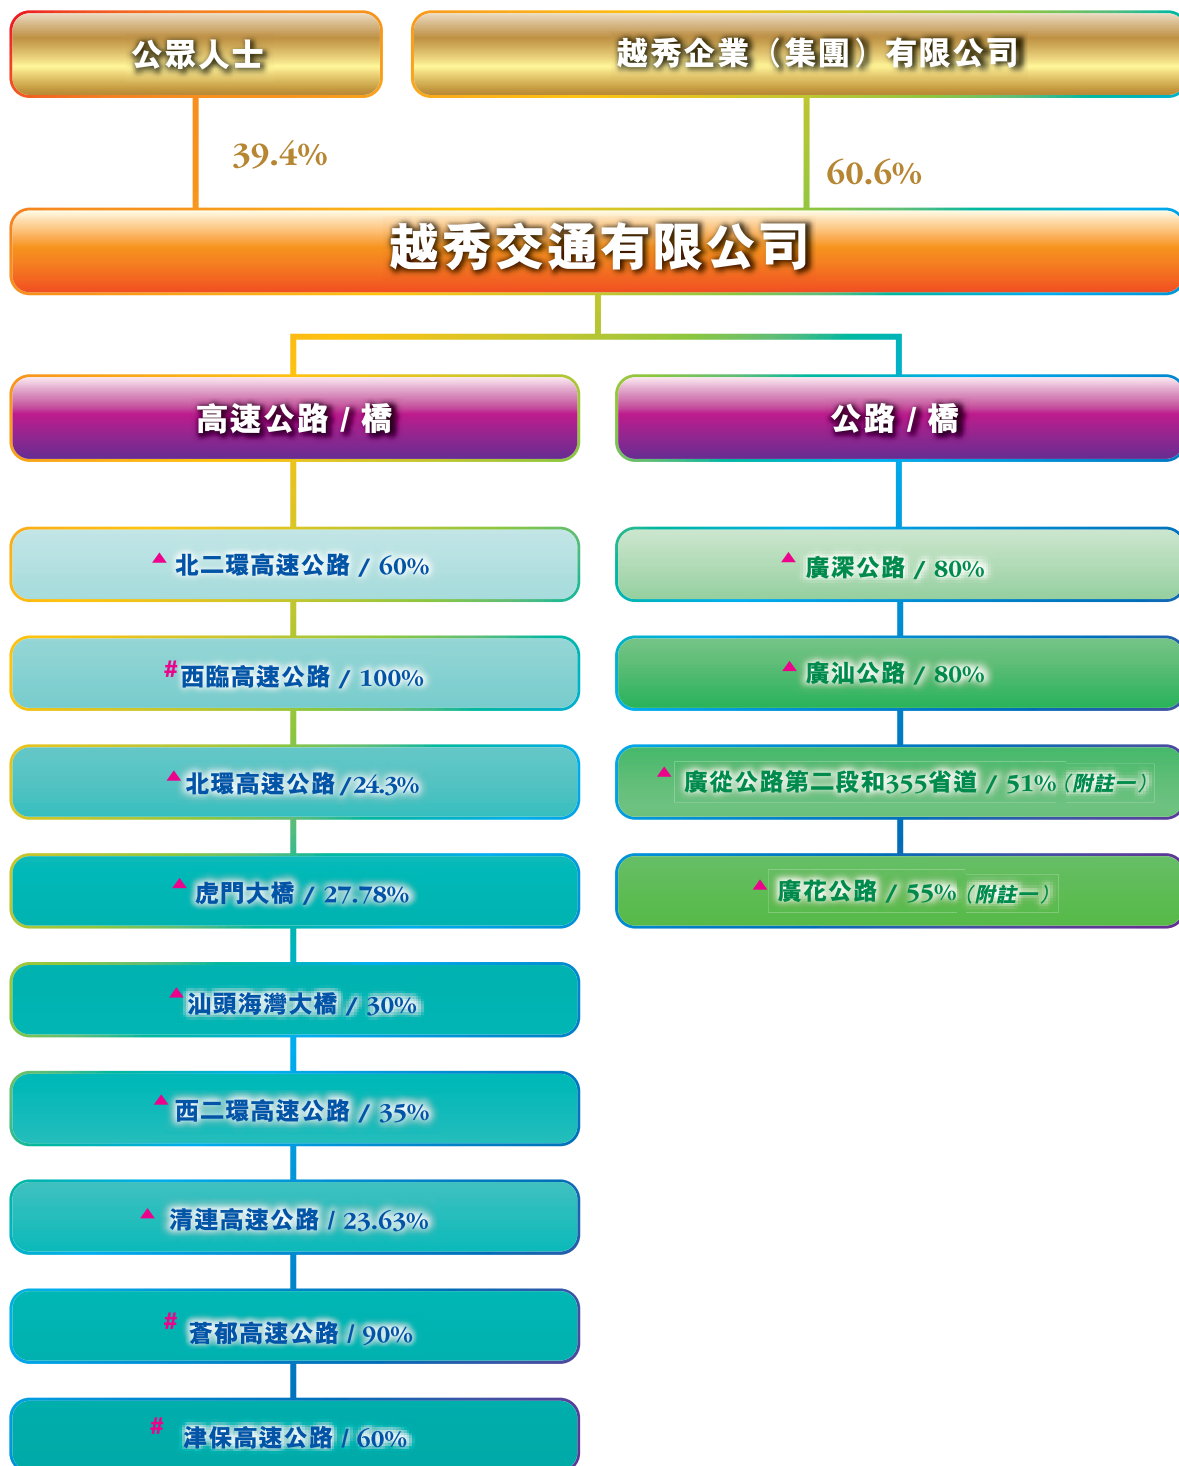 公眾人士
越秀企業（集團）有限公司
39.4%
60.6%
越秀交通有限公司
高速公路 / 橋
公路 / 橋
▲ 北二環高速公路 / 60%
# 西臨高速公路 / 100%
▲ 北環高速公路 /24.3%
▲ 虎門大橋 / 27.78%
▲ 汕頭海灣大橋 / 30%
▲ 西二環高速公路 / 35%
▲ 清連高速公路 / 23.63%
# 蒼郁高速公路 / 90%
# 津保高速公路 / 60%
▲ 廣深公路 / 80%
▲ 廣汕公路 / 80%
▲ 廣從公路第二段和355省道 / 51%（附註一）
▲ 廣花公路 / 55%（附註一）